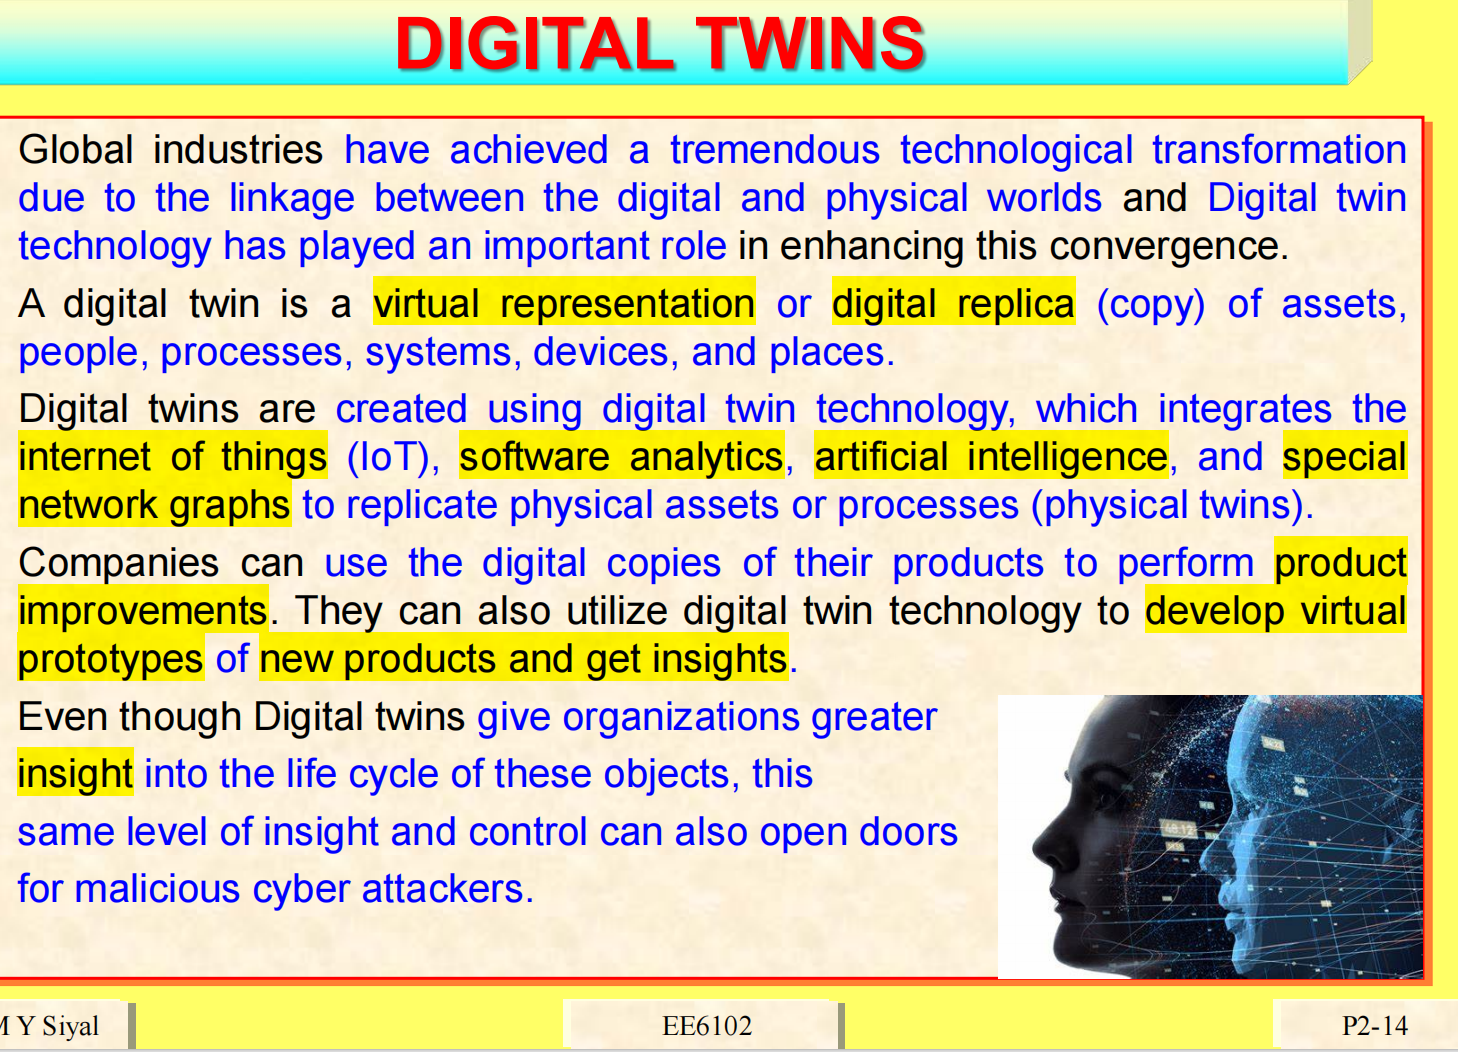 DIGITAL TWINS
Global industries have achieved a tremendous technological transformation
due to the linkage between the digital and physical worlds and Digital twin
technology has played an important role in enhancing this convergence.
A digital twin is a virtual representation or digital replica (copy) of assets,
people, processes, systems, devices, and places.
Digital twins are created using digital twin technology, which integrates the
internet of things (IoT), software analytics, artificial intelligence, and special
network graphs to replicate physical assets or processes (physical twins).
Companies can use the digital copies of their products to perform product
improvements. They can also utilize digital twin technology to develop virtual
prototypes of new products and get insights.
Even though Digital twins give organizations greater
insight into the life cycle of these objects, this
same level of insight and control can also open doors
for malicious cyber attackers.
Y Siyal
EE6102
P2-14